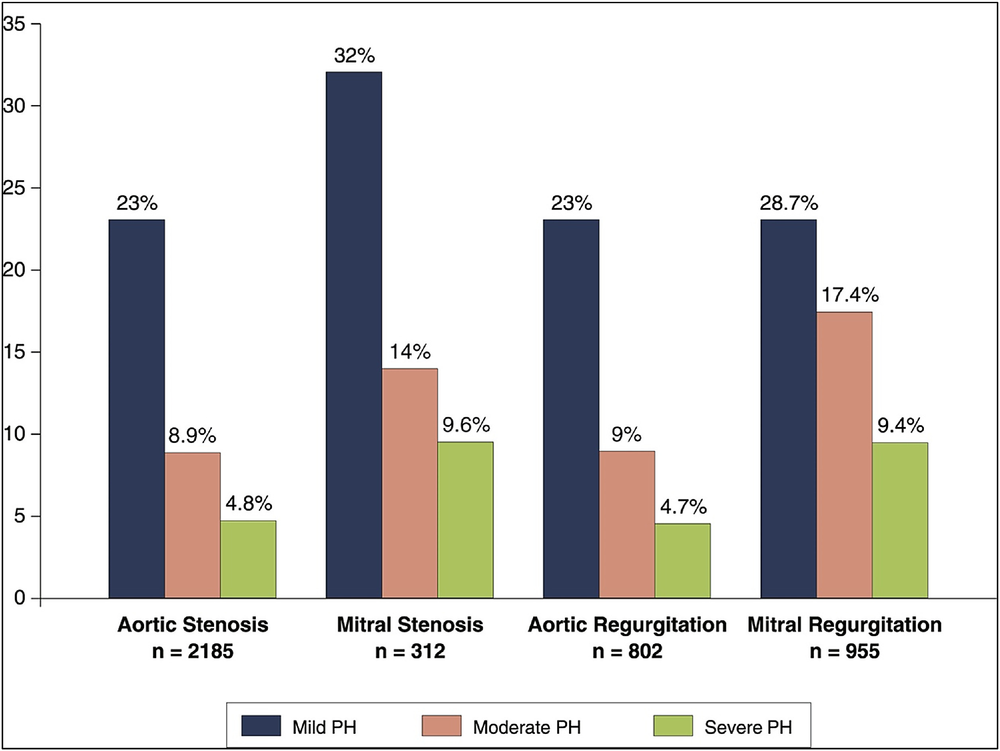 35
30
25
20
15
10
5
0
23%
8.9%
4.8%
32%
14%
9.6%
23%
9%
4.7%
28.7%
17.4%
9.4%
Aortic Stenosis
n = 2185
Mitral Stenosis
n = 312
Aortic Regurgitation
n = 802
Mitral Regurgitation
n = 955
Mild PH
Moderate PH
Severe PH